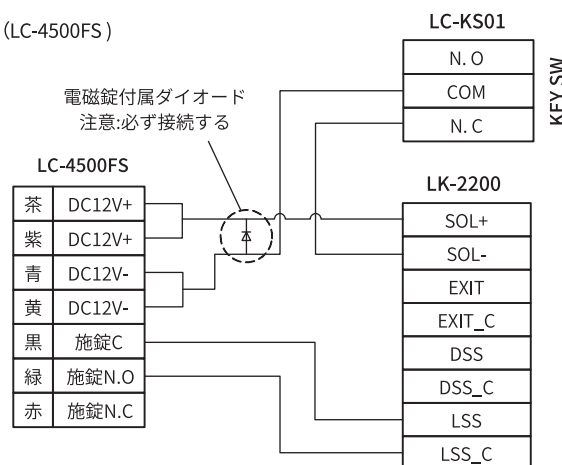 (LC-4500FS)
LC-KS01
N.O
COM
N.C
KEY SW
電磁錠付属ダイオード
注意:必ず接続する
LC-4500FS
茶 DC12V+
紫 DC12V+
青 DC12V-
黄 DC12V-
黒 施錠C
緑 施錠N.O
赤 施錠N.C
LK-2200
SOL+
SOL-
EXIT
EXIT_C
DSS
DSS_C
LSS
LSS_C